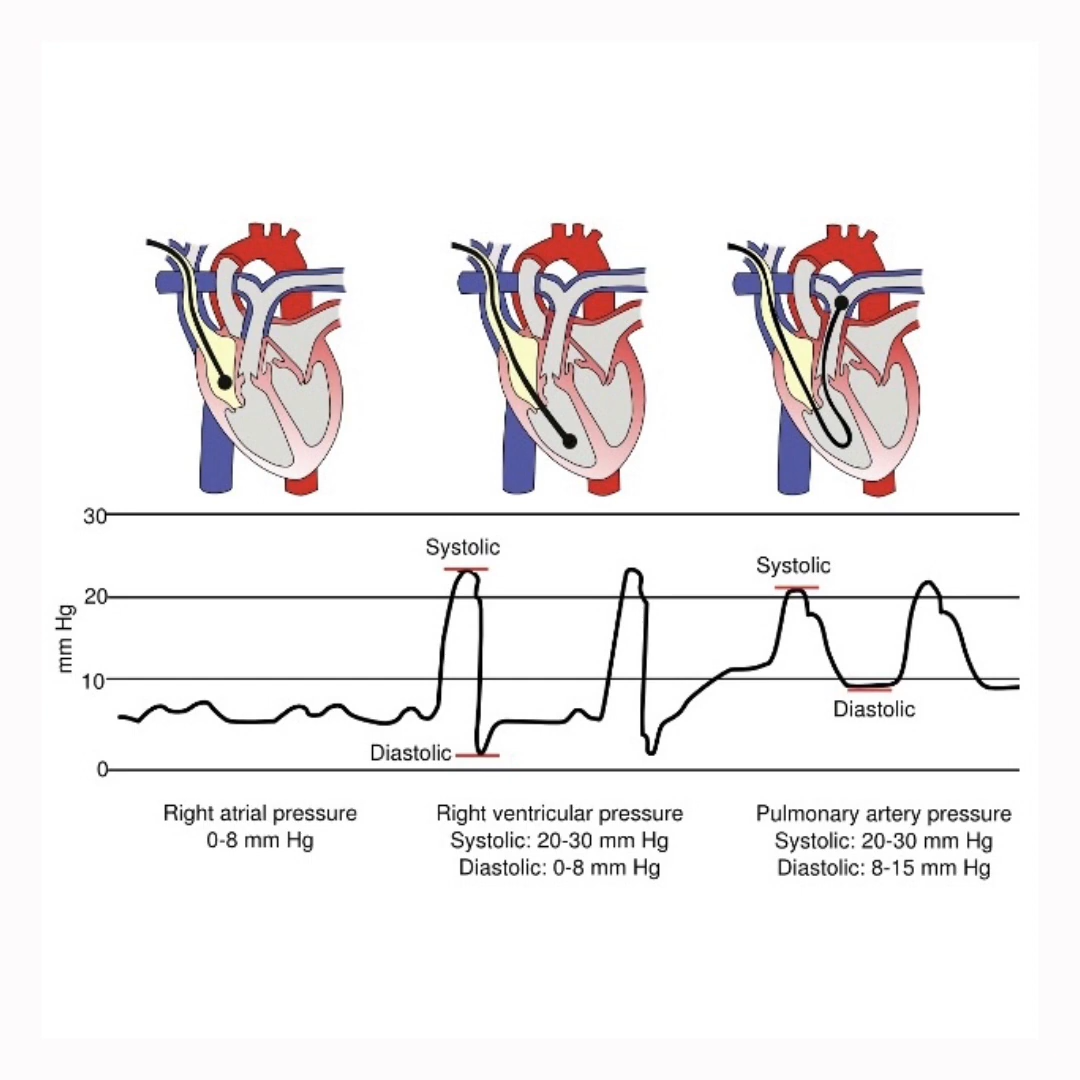 30
Systolic
Systolic
20
mm Hg
10
Diastolic
Diastolic
0
Right atrial pressure
0-8 mm Hg
Right ventricular pressure
Systolic: 20-30 mm Hg
Diastolic: 0-8 mm Hg
Pulmonary artery pressure
Systolic: 20-30 mm Hg
Diastolic: 8-15 mm Hg